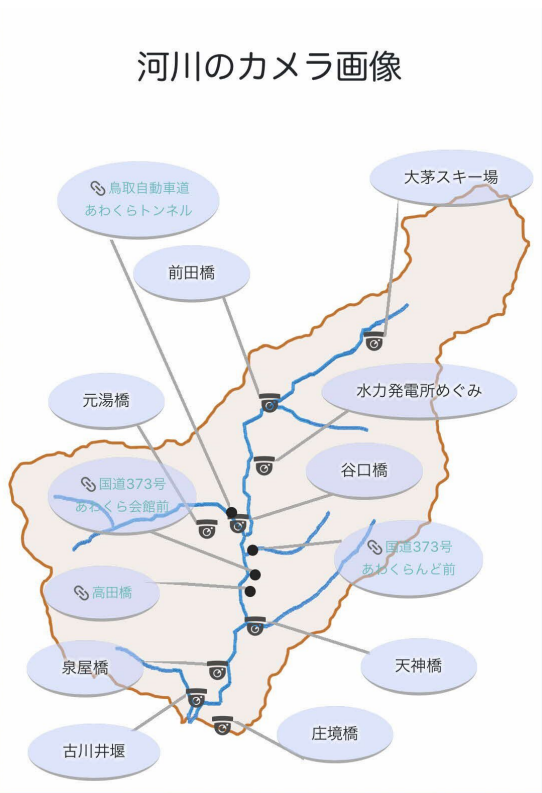 河川のカメラ画像
大茅スキー場
鳥取自動車道
あわくらトンネル
前田橋
水力発電所めぐみ
元湯橋
谷口橋
国道373号
あわくら会館前
国道373号
あわくらんど前
高田橋
泉屋橋
天神橋
庄境橋
古川井堰